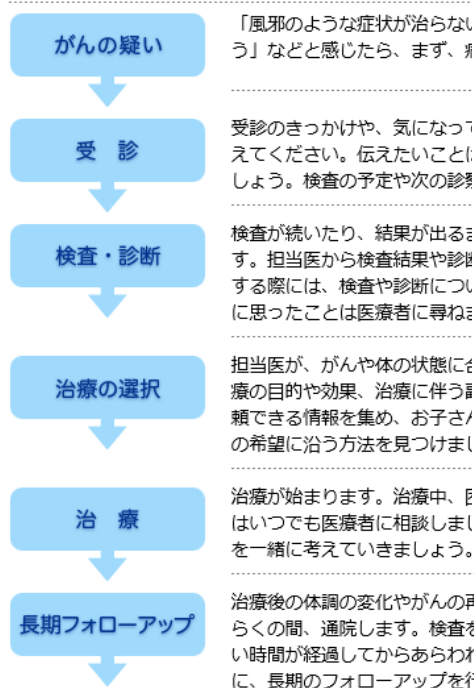 がんの疑い
「風邪のような症状が治らな
う」などと感じたら、まず、
受 診
受診のきっかけや、気になって
えてください。伝えたいことは
しょう。検査の予定や次の診察
検査・診断
検査が続いたり、結果が出るま
す。担当医から検査結果や診断
する際には、検査や診断につい
に思ったことは医療者に尋ねま
治療の選択
担当医が、がんや体の状態に合
療の目的や効果、治療に伴う副
頼できる情報を集め、お子さん
の希望に沿う方法を見つけまし
治 療
治療が始まります。治療中、困
はいつでも医療者に相談しまし
を一緒に考えていきましょう。
長期フォローアップ
治療後の体調の変化やがんの再
らくの間、通院します。検査を
い時間が経過してからあらわれ
に、長期のフォローアップを行